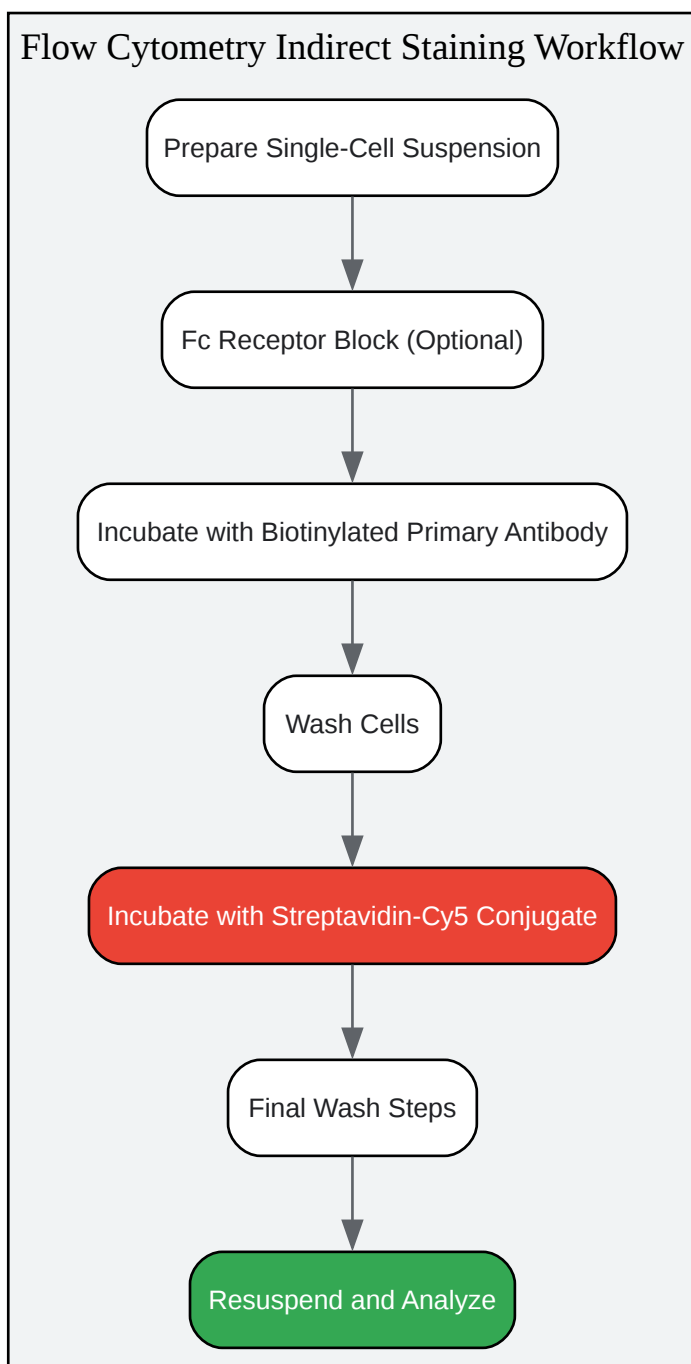 Flow Cytometry Indirect Staining Workflow
Prepare Single-Cell Suspension
Fc Receptor Block (Optional)
Incubate with Biotinylated Primary Antibody
Wash Cells
Incubate with Streptavidin-Cy5 Conjugate
Final Wash Steps
Resuspend and Analyze